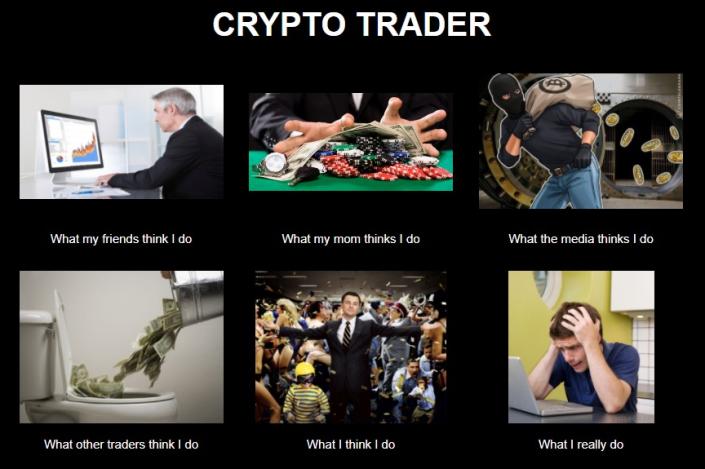 CRYPTO TRADER
What my friends think I do
What my mom thinks I do
What the media thinks I do
What other traders think I do
What I think I do
What I really do